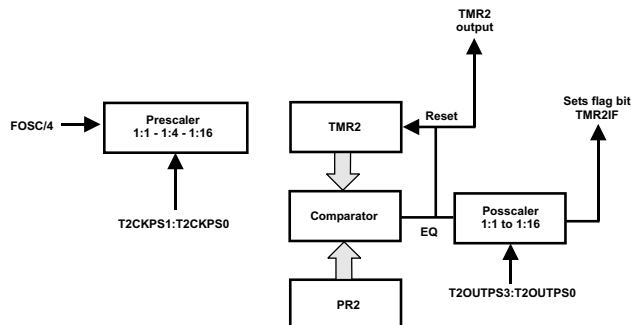 TMR2
output
Sets flag bit
TMR2IF
FOSC/4
Prescaler
1:1 - 1:4 - 1:16
TMR2
Reset
T2CKPS1:T2CKPS0
Comparator
EQ
Posscaler
1:1 to 1:16
PR2
T2OUTPS3:T2OUTPS0